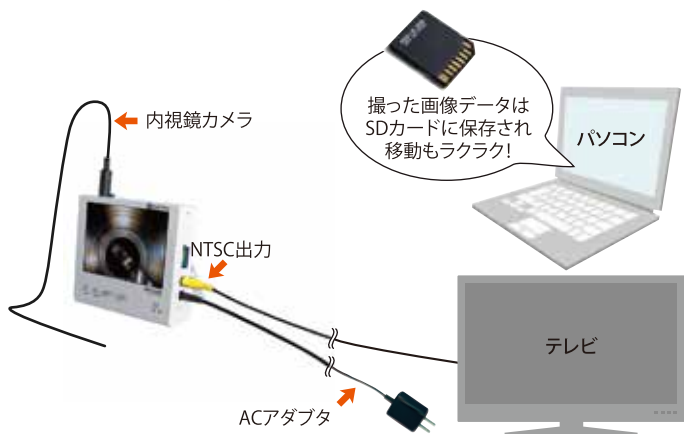 撮った画像データは
SDカードに保存され
移動もラクラク!
内視鏡カメラ
パソコン
NTSC出力
テレビ
ACアダプタ